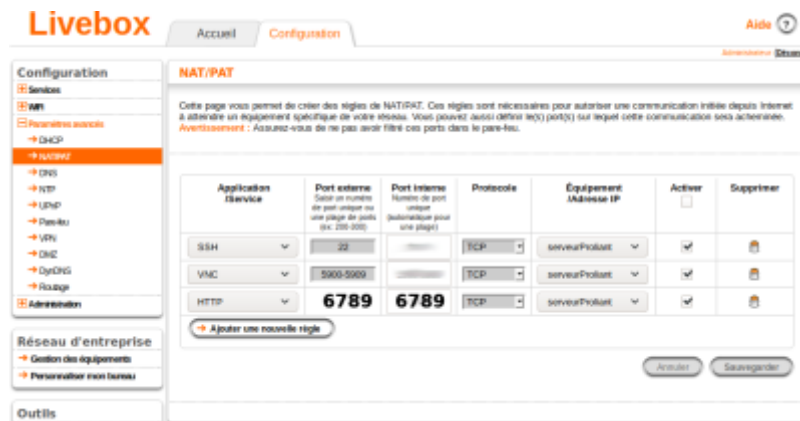 Livebox
Accueil
Configuration
Aide ?
Administrateur
Configuration
Services
WiFi
Paramètres avancés
DHCP
NAT/PAT
DNS
NTP
UPnP
Pare-feu
VPN
DMZ
DynDNS
Routage
Administration
Réseau d'entreprise
Gestion des équipements
Personnaliser mon bureau
Outils
NAT/PAT
Cette page vous permet de créer des règles de NAT/PAT. Ces règles sont nécessaires pour autoriser une communication initiée depuis Internet
à atteindre un équipement spécifique de votre réseau. Vous pouvez aussi définir le(s) port(s) sur lequel cette communication sera acheminée.
Avertissement : Assurez-vous de ne pas avoir filtré ces ports dans le pare-feu.
Application
/Service
Port externe
Saisir un numéro
de port unique ou
une plage de ports
(ex: 200-300)
Port interne
Numéro de port
unique
(automatique pour
une plage)
Protocole
Équipement
/Adresse IP
Activer
Supprimer
SSH 22 TCP serveurProliant
VNC 5900-5909 TCP serveurProliant
HTTP 6789 6789 TCP serveurProliant
Ajouter une nouvelle règle
Annuler
Sauvegarder